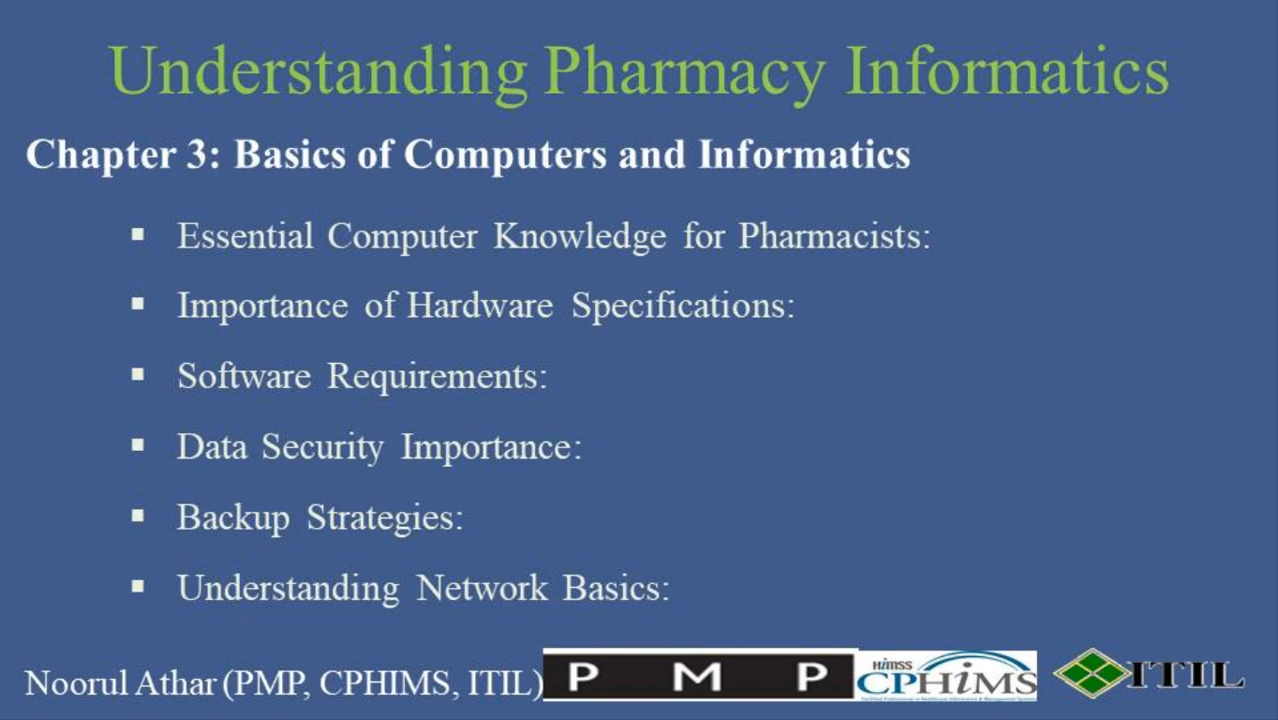 Understanding Pharmacy Informatics
Chapter 3: Basics of Computers and Informatics
▪ Essential Computer Knowledge for Pharmacists:
▪ Importance of Hardware Specifications:
▪ Software Requirements:
▪ Data Security Importance:
▪ Backup Strategies:
▪ Understanding Network Basics:
Noorul Athar (PMP, CPHIMS, ITIL)
P M P
HiMSS
CPHiMS
ITIL